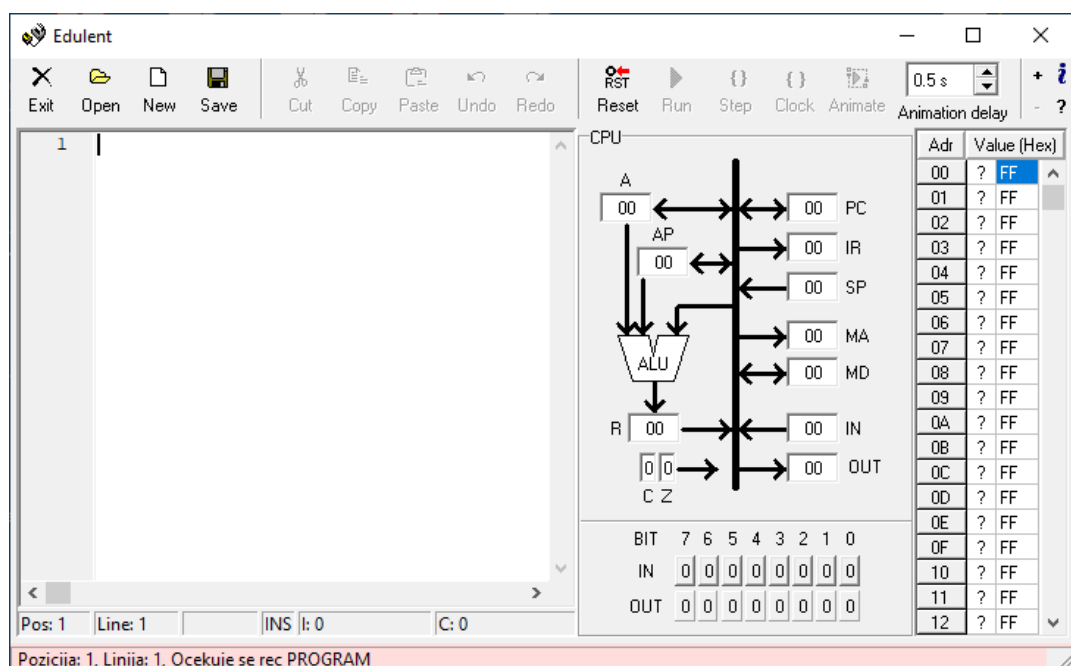 Edulent
Exit Open New Save Cut Copy Paste Undo Redo RST Reset Run Step Clock Animate 0.5 s Animation delay + i - ?
1
CPU
A
00
AP
00
ALU
R 00
0 0
C Z
00 PC
00 IR
00 SP
00 MA
00 MD
00 IN
00 OUT
BIT 7 6 5 4 3 2 1 0
IN 0 0 0 0 0 0 0 0
OUT 0 0 0 0 0 0 0 0
Adr Value (Hex)
00 ? FF
01 ? FF
02 ? FF
03 ? FF
04 ? FF
05 ? FF
06 ? FF
07 ? FF
08 ? FF
09 ? FF
0A ? FF
0B ? FF
0C ? FF
0D ? FF
0E ? FF
0F ? FF
10 ? FF
11 ? FF
12 ? FF
Pos: 1 Line: 1 INS I: 0 C: 0
Pozicija: 1, Linija: 1, Ocekuje se rec PROGRAM